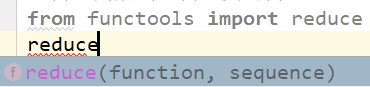 from functools import reduce
reduce
f reduce(function, sequence)